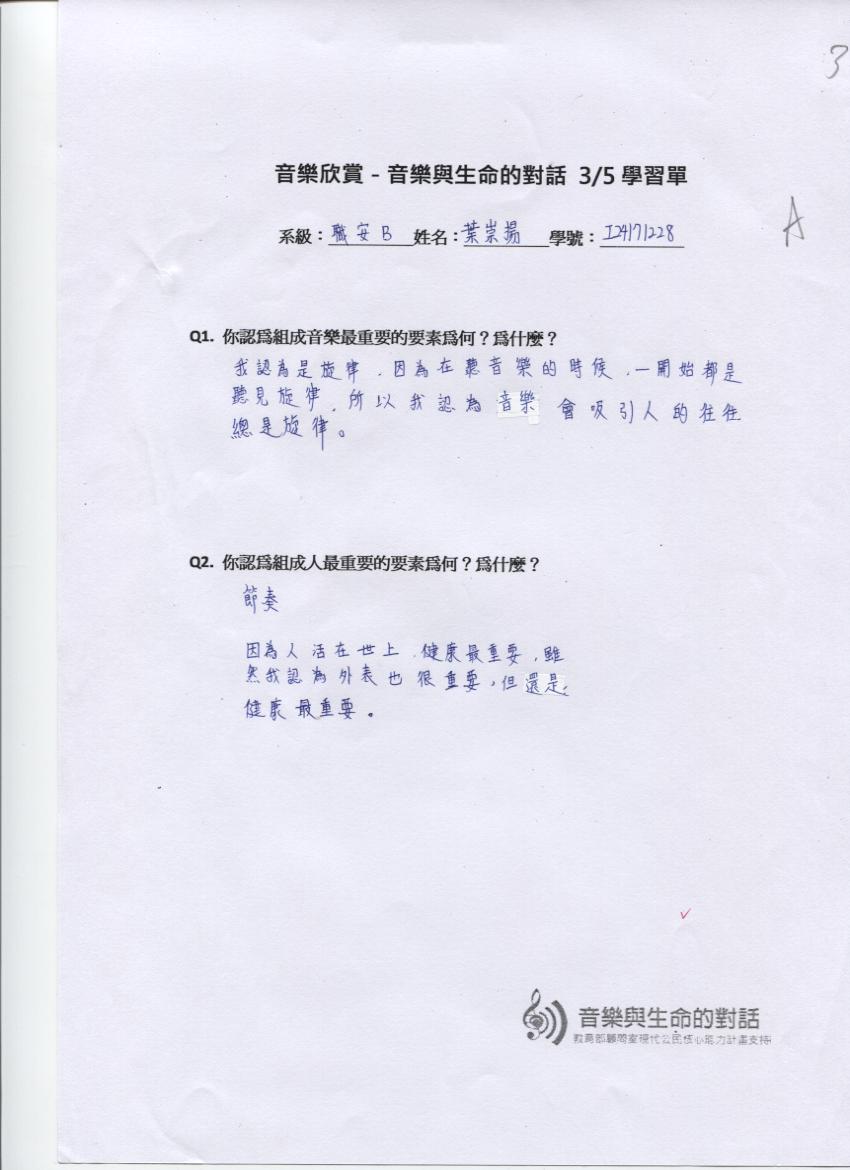 3
音樂欣賞 - 音樂與生命的對話 3/5 學習單
A
系級：職安B 姓名：葉崇揚 學號：I24171228
Q1. 你認爲組成音樂最重要的要素爲何？爲什麼？
我認為是旋律，因為在聽音樂的時候，一開始都是
聽見旋律，所以我認為音樂會吸引人的往往
總是旋律。
Q2. 你認爲組成人最重要的要素爲何？爲什麼？
節奏
因為人活在世上，健康最重要，雖
然我認為外表也很重要，但還是，
健康最重要。
音樂與生命的對話
教育部顧問室現代公民核心能力計畫支持